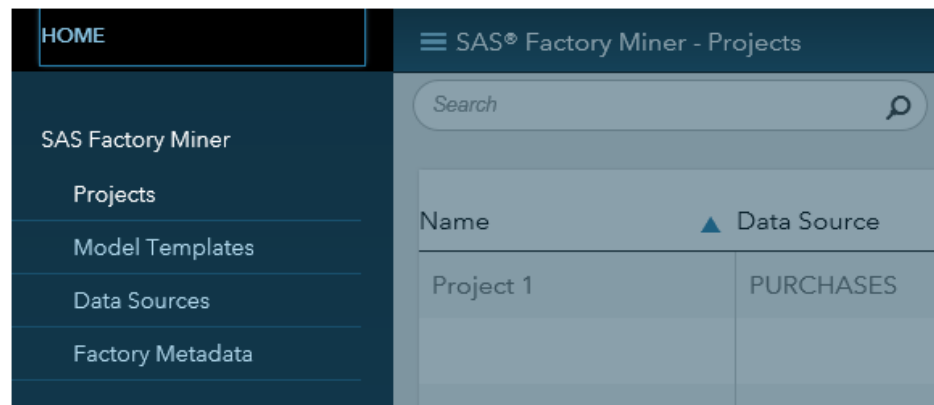 HOME
SAS® Factory Miner - Projects
Search
SAS Factory Miner
Projects
Model Templates
Data Sources
Factory Metadata
Name Data Source
Project 1 PURCHASES